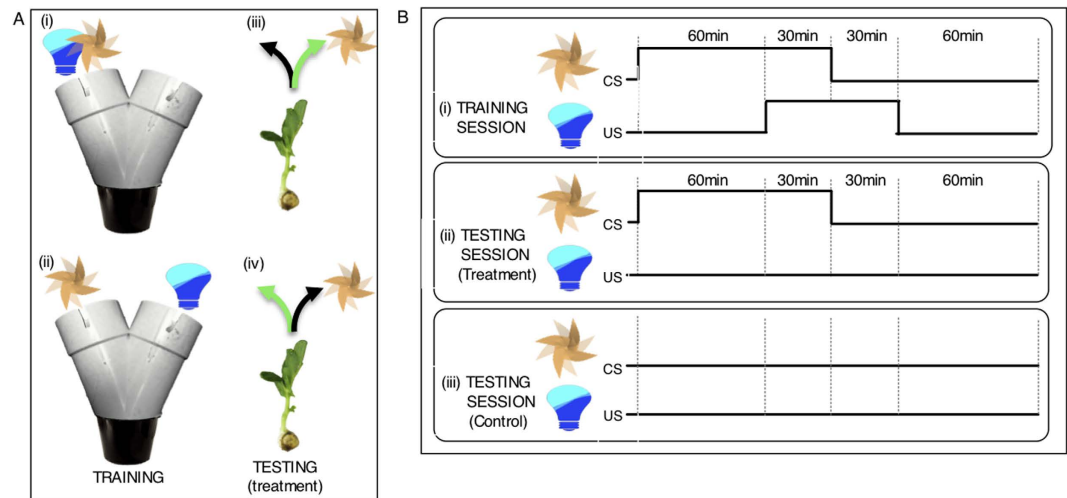 A
(i)
(iii)
(ii)
(iv)
TRAINING
TESTING
(treatment)
B
60min 30min 30min 60min
CS
(i) TRAINING
SESSION
US
60min 30min 30min 60min
CS
(ii) TESTING
SESSION
(Treatment)
US
CS
(iii) TESTING
SESSION
(Control)
US